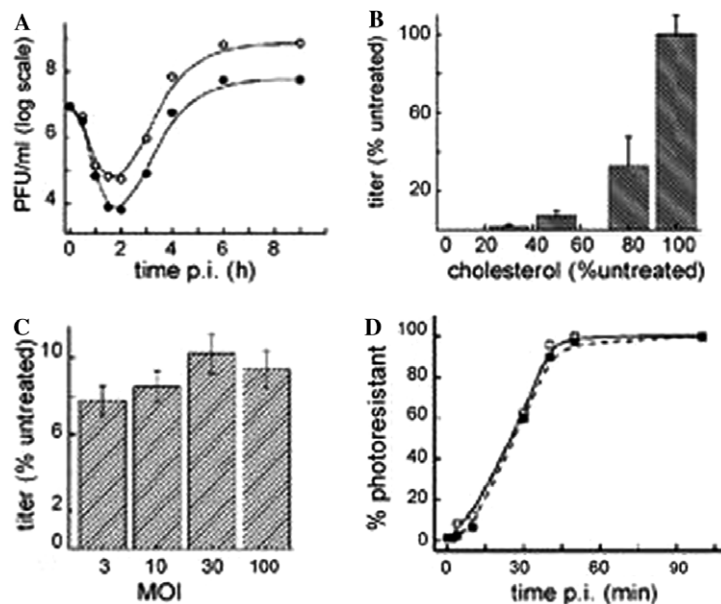 A
PFU/ml (log scale)
8
6
4
0 2 4 6 8 10
time p.i. (h)
B
titer (% untreated)
100
60
20
0 20 40 60 80 100
cholesterol (%untreated)
C
titer (% untreated)
10
6
2
0
3 10 30 100
MOI
D
% photoresistant
100
80
60
40
20
0
0 30 60 90
time p.i. (min)